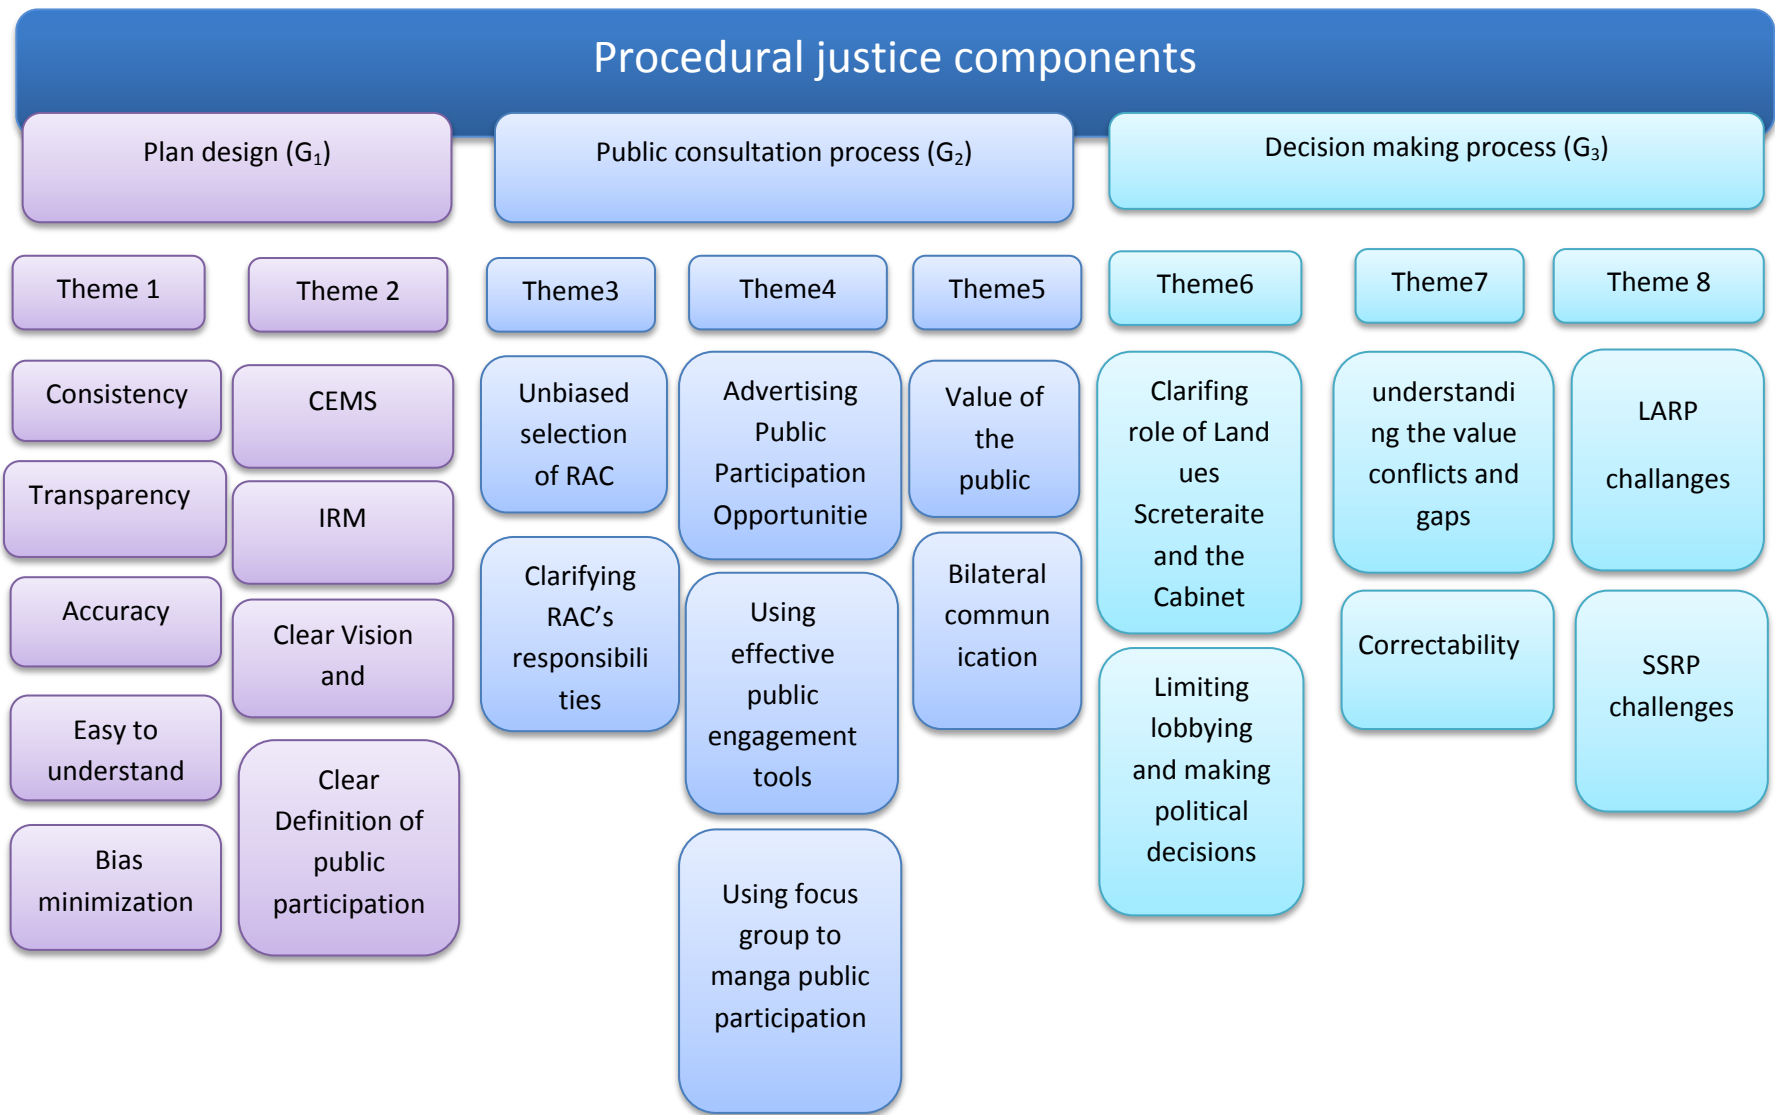 Procedural justice components
Plan design (G₁)
Public consultation process (G₂)
Decision making process (G₃)
Theme 1
Theme 2
Theme3
Theme4
Theme5
Theme6
Theme7
Theme 8
Consistency
Transparency
Accuracy
Easy to
understand
Bias
minimization
CEMS
IRM
Clear Vision
and
Clear
Definition of
public
participation
Unbiased
selection
of RAC
Clarifying
RAC’s
responsibili
ties
Advertising
Public
Participation
Opportunitie
Using
effective
public
engagement
tools
Using focus
group to
manga public
participation
Value of
the
public
Bilateral
commun
ication
Clarifing
role of Land
ues
Screteraite
and the
Cabinet
Limiting
lobbying
and making
political
decisions
understandi
ng the value
conflicts and
gaps
Correctability
LARP
challanges
SSRP
challenges